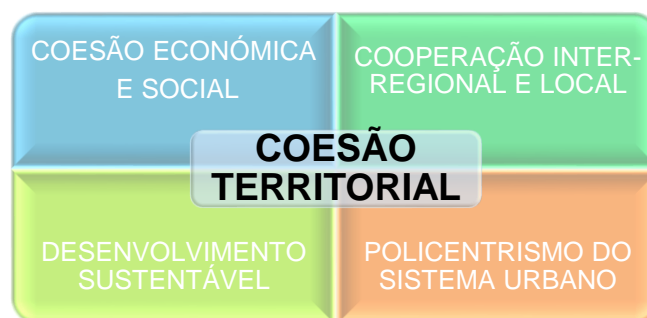 COESÃO ECONÓMICA
E SOCIAL
COOPERAÇÃO INTER-
REGIONAL E LOCAL
COESÃO
TERRITORIAL
DESENVOLVIMENTO
SUSTENTÁVEL
POLICENTRISMO DO
SISTEMA URBANO